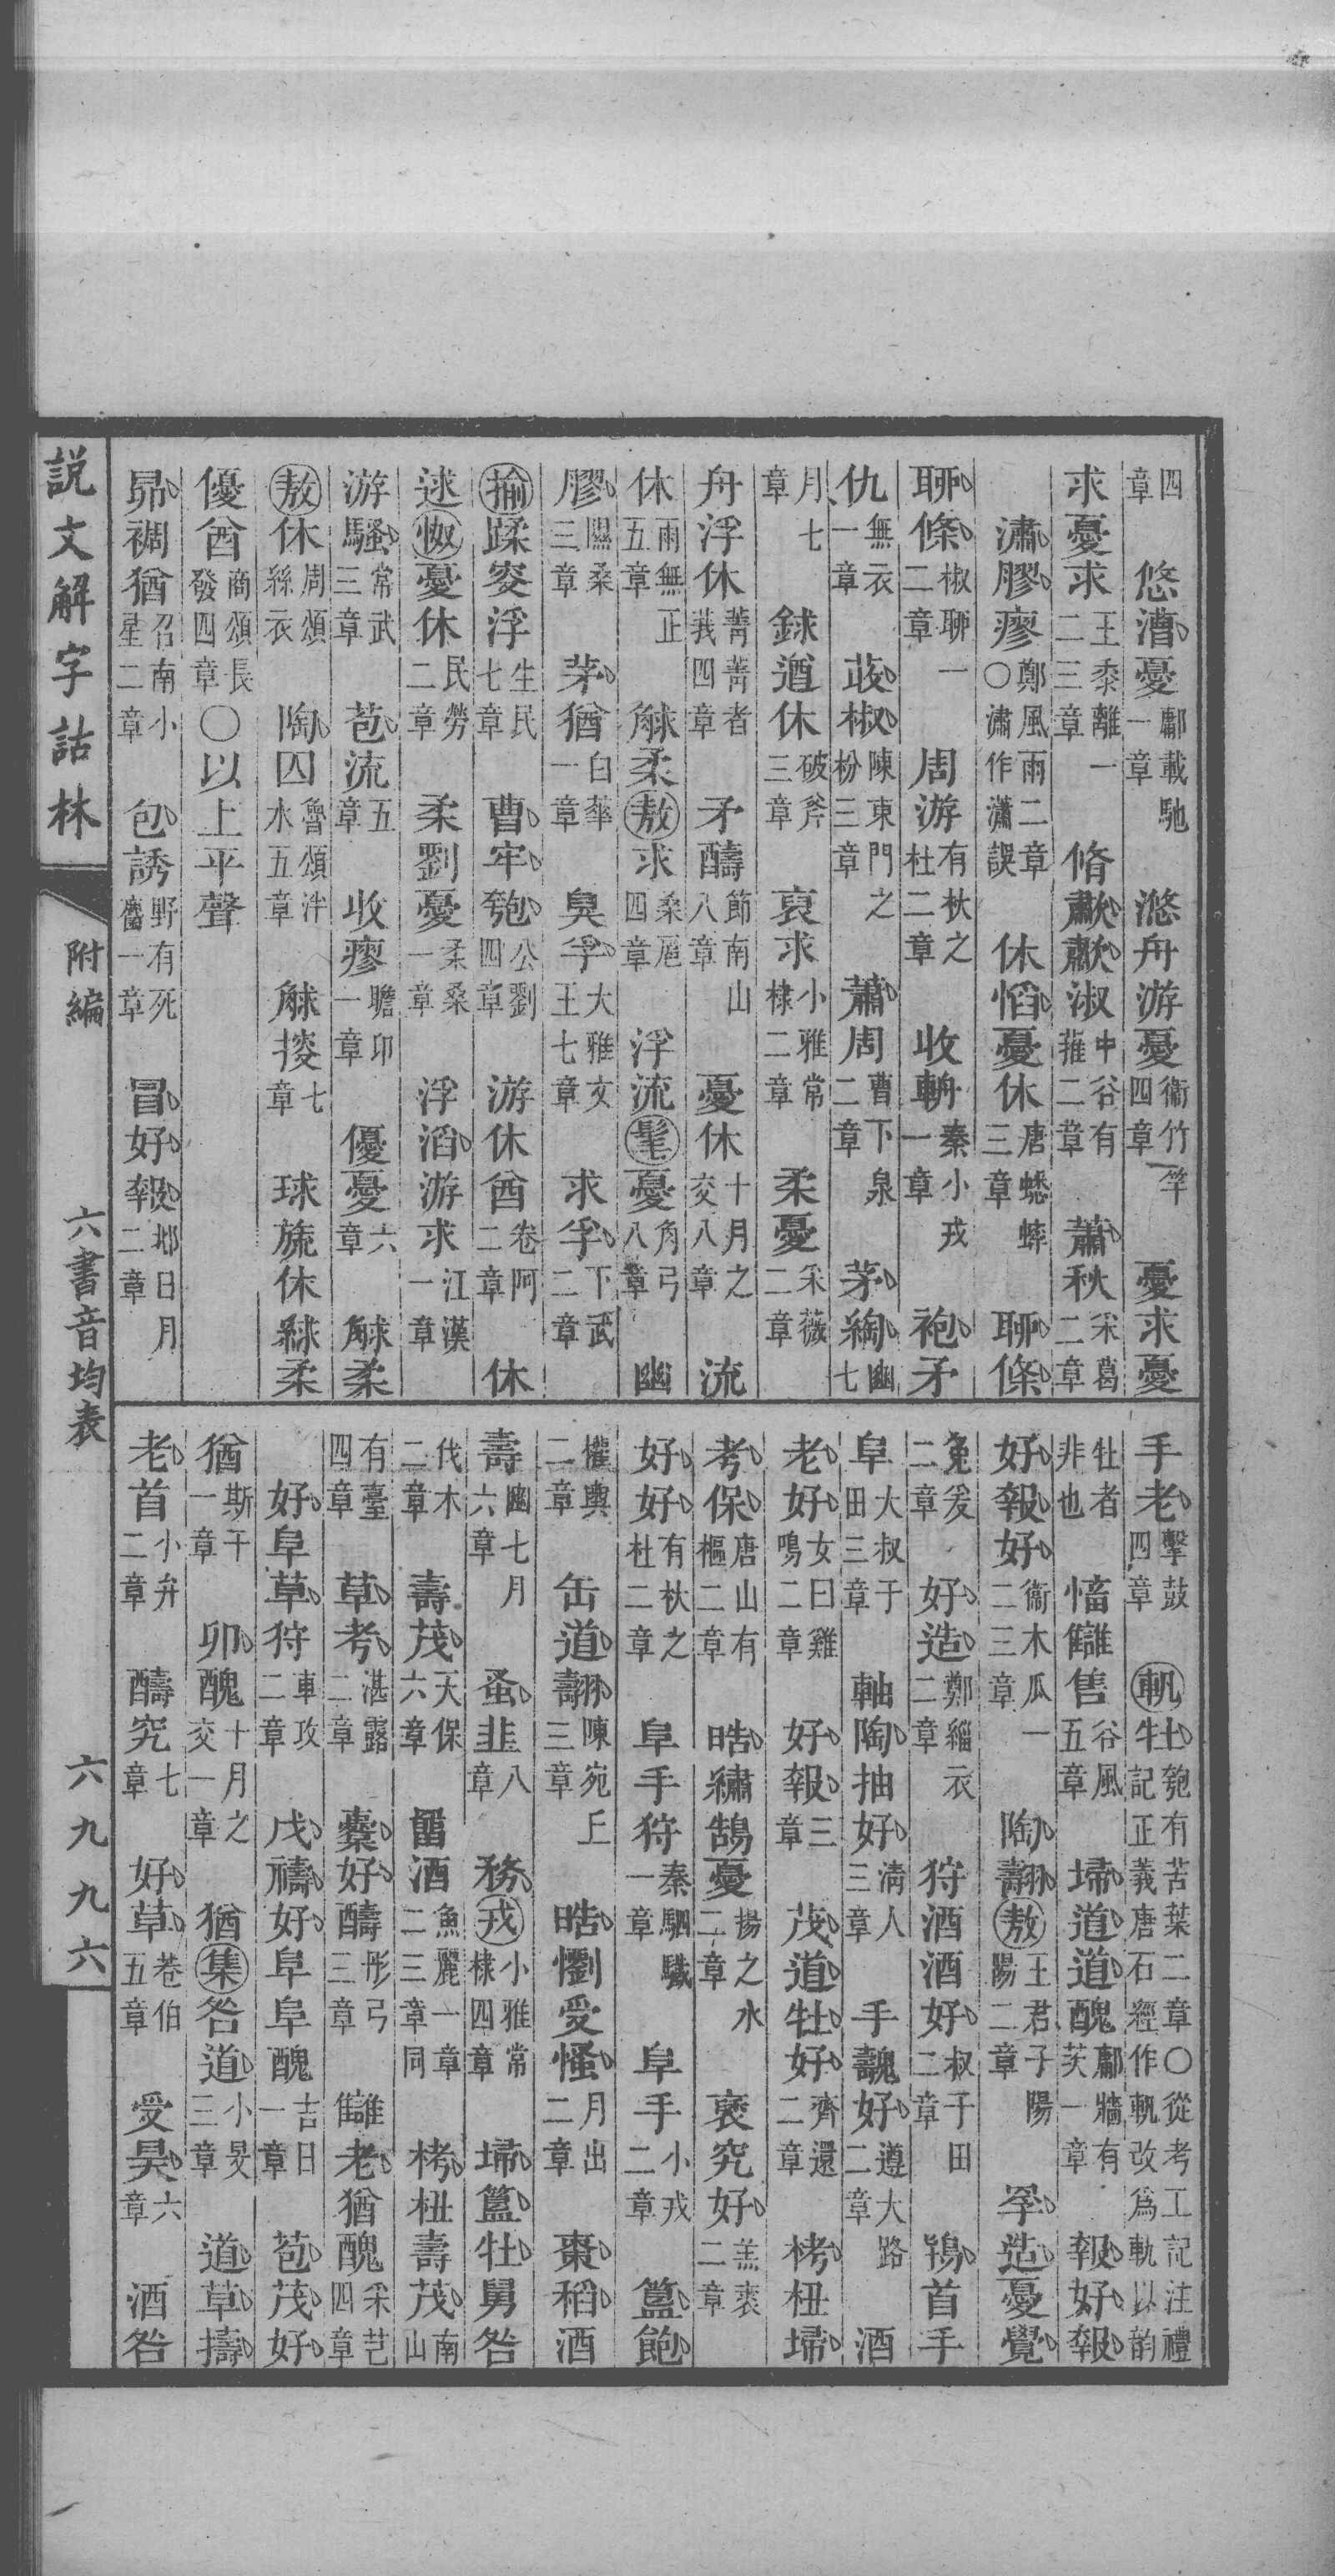 四章　悠漕憂鄘載馳一章　滺舟游憂衞竹竿四章　憂求憂
求憂求王黍離一二三章　脩歗歗淑中谷有蓷二章　蕭秋采葛二章
潚膠瘳鄭風雨二章○潚作瀟誤　休慆憂休唐蟋蟀三章　聊條
聊條椒聊一二章　周游有杕之杜二章　收輈秦小戎一章　袍矛
仇無衣一章　荍椒陳東門之枌三章　蕭周曹下泉二章　茅綯豳七
月七章　銶遒休破斧三章　裒求小雅常棣二章　柔憂采薇二章
舟浮休菁菁者莪四章　矛醻節南山八章　憂休十月之交八章　流
休雨無正五章　觩柔敖求桑扈四章　浮流髦憂角弓八章　幽
膠隰桑三章　茅猶白華一章　臭孚大雅文王七章　求孚下武二章
揄蹂叜浮生民七章　曹牢匏公劉四章　游休酋卷阿二章　休
逑怓憂休民勞二章　柔劉憂桑柔一章　浮滔游求江漢一章
游騷常武三章　苞流五章　收瘳瞻卬一章　優憂六章　觩柔
敖休周頌絲衣　陶囚魯頌泮水五章　觩搜七章　球旒休絿柔
優酋商頌長發四章○以上平聲
昴裯猶召南小星二章　包誘野有死麕一章　冒好報邶日月二章
手老擊鼓四章　軓牡匏有苦葉二章○從考工記注禮記正義唐石經作軓改爲軌以韵
牡者非也　慉讎售谷風五章　埽道道醜鄘牆有茨一章　報好報
好報好衞木瓜一二三章　陶翿敖王君子陽陽二章　罦造憂覺
兔爰二章　好造鄭緇衣二章　狩酒酒好叔于田二章　鴇首手
阜大叔于田三章　軸陶抽好清人三章　手魗好遵大路二章　酒
老好女曰雞鳴二章　好報三章　茂道牡好齊還二章　栲杻埽
考保唐山有樞二章　晧繡鵠憂揚之水二章　褎究好羔裘二章
好好有杕之杜二章　阜手狩秦駟驖一章　阜手小戎二章　簋飽
權輿二章　缶道翿陳宛丘三章　晧懰受慅月出二章　棗稻酒
壽豳七月六章　蚤韭八章　務戎小雅常棣四章　埽簋牡舅咎
伐木二章　壽茂天保六章　罶酒魚麗一章二三章同　栲杻壽茂南山
有臺四章　草考湛露二章　櫜好醻彤弓三章　讎老猶醜采芑四章
好阜草狩車攻二章　戊禱好阜阜醜吉日一章　苞茂好
猶斯干一章　卯醜十月之交一章　猶集咎道小旻三章　道草擣
老首小弁二章　醻究七章　好草巷伯五章　受昊六章　酒咎
說文解字詁林　附編　六書音均表　六九九六